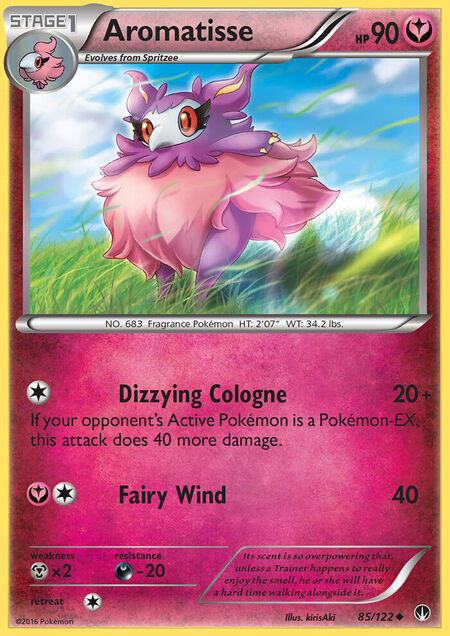 STAGE1
Aromatisse
HP90
Evolves from Spritzee
NO. 683 Fragrance Pokémon HT: 2'07" WT: 34.2 lbs.
Dizzying Cologne 20+
If your opponent's Active Pokémon is a Pokémon-EX,
this attack does 40 more damage.
Fairy Wind 40
weakness
×2
resistance
-20
retreat
Its scent is so overpowering that,
unless a Trainer happens to really
enjoy the smell, he or she will have
a hard time walking alongside it.
©2016 Pokémon
Illus. kirisAki
85/122